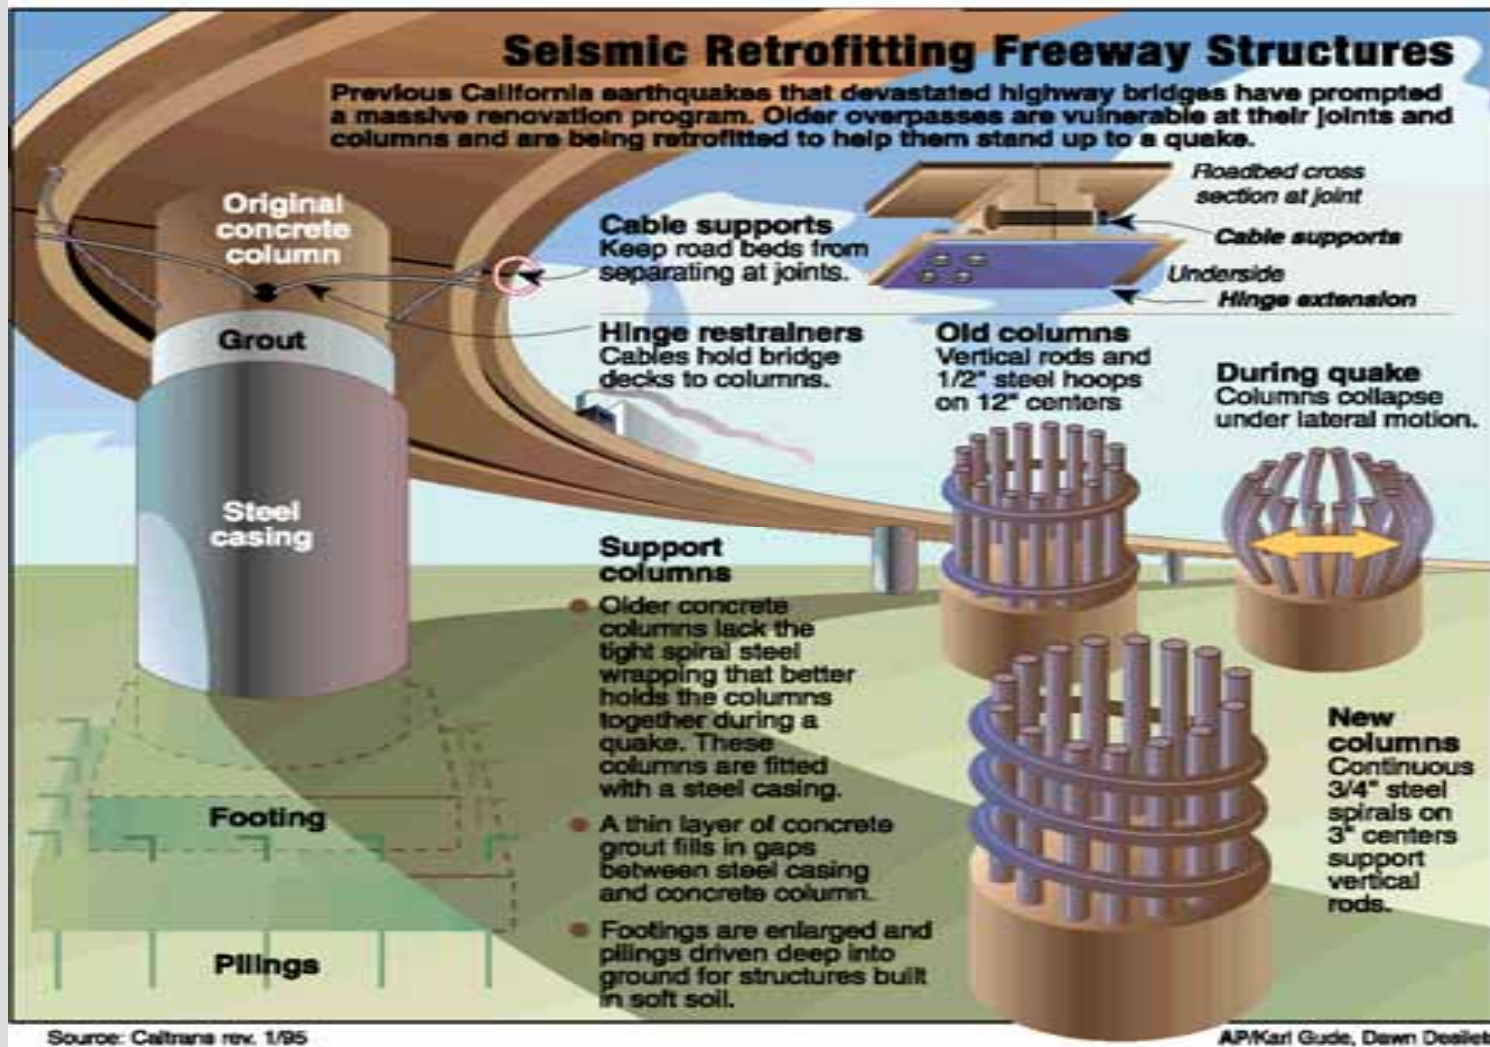 Seismic Retrofitting Freeway Structures
Previous California earthquakes that devastated highway bridges have prompted
a massive renovation program. Older overpasses are vulnerable at their joints and
columns and are being retrofitted to help them stand up to a quake.
Roadbed cross
section at joint
Cable supports
Underside
Hinge extension
Original
concrete
column
Grout
Steel
casing
Footing
Pilings
Cable supports
Keep road beds from
separating at joints.
Hinge restrainers
Cables hold bridge
decks to columns.
Old columns
Vertical rods and
1/2" steel hoops
on 12" centers
During quake
Columns collapse
under lateral motion.
Support
columns
Older concrete
columns lack the
tight spiral steel
wrapping that better
holds the columns
together during a
quake. These
columns are fitted
with a steel casing.
A thin layer of concrete
grout fills in gaps
between steel casing
and concrete column.
Footings are enlarged and
pilings driven deep into
ground for structures built
in soft soil.
New
columns
Continuous
3/4" steel
spirals on
3" centers
support
vertical
rods.
Source: Caltrans rev. 1/95
AP/Karl Gude, Dawn Desilets